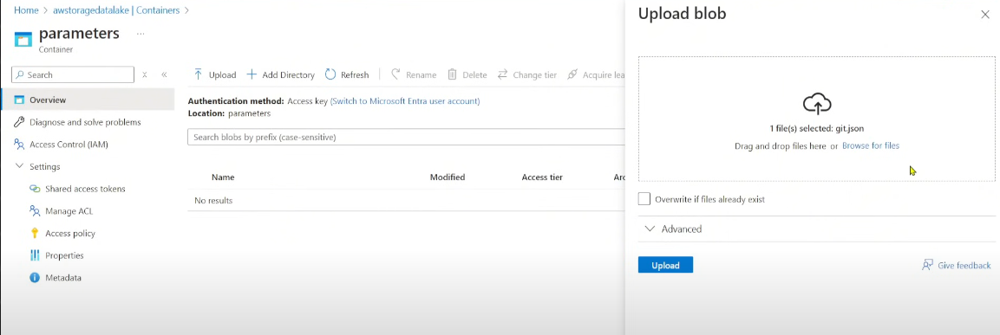 Home > awstoragedatalake | Containers >
parameters ...
Container
Search
Overview
Diagnose and solve problems
Access Control (IAM)
Settings
Shared access tokens
Manage ACL
Access policy
Properties
Metadata
Upload Add Directory Refresh Rename Delete Change tier Acquire lea
Authentication method: Access key (Switch to Microsoft Entra user account)
Location: parameters
Search blobs by prefix (case-sensitive)
Name Modified Access tier Arc
No results
Upload blob
1 file(s) selected: git.json
Drag and drop files here or Browse for files
Overwrite if files already exist
Advanced
Upload Give feedback